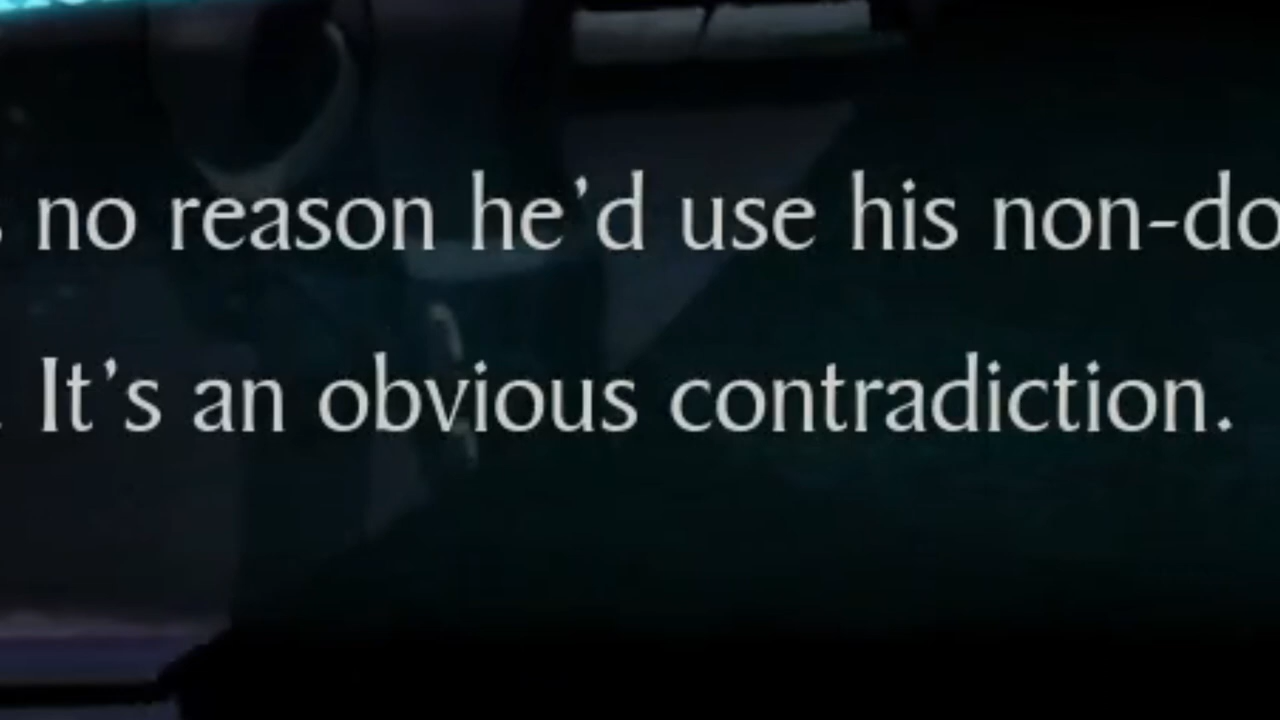 no reason he'd use his non-do
It's an obvious contradiction.